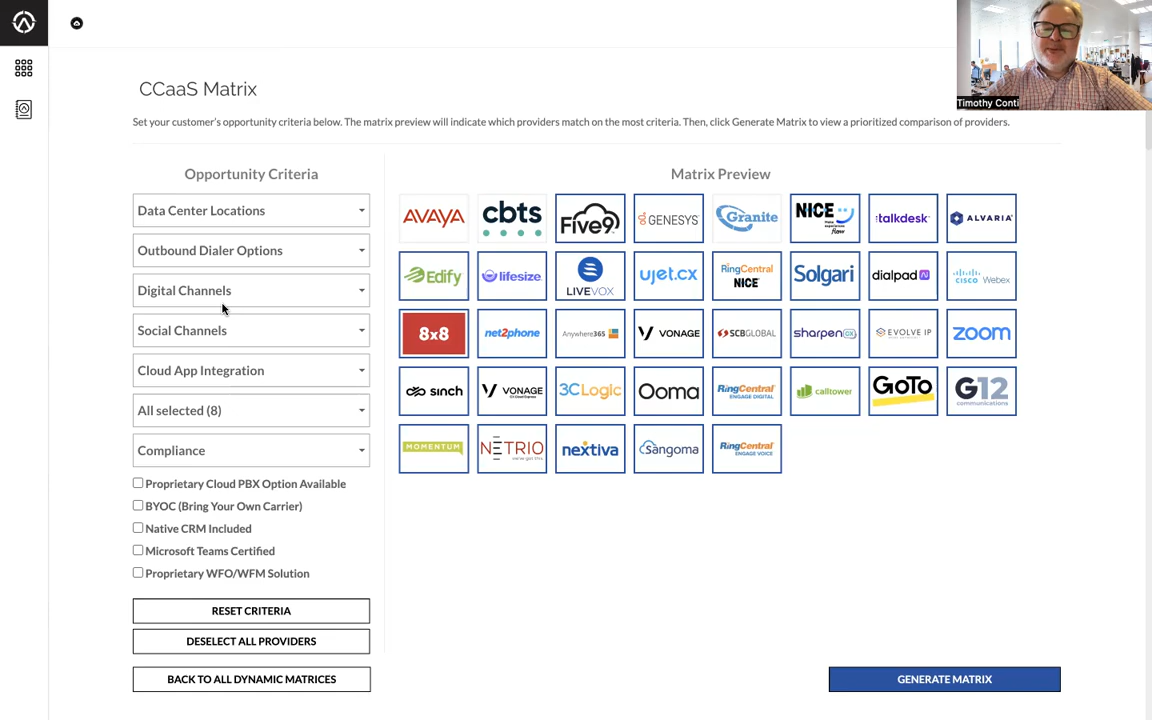 Timothy Conti
CCaaS Matrix
Set your customer's opportunity criteria below. The matrix preview will indicate which providers match on the most criteria. Then, click Generate Matrix to view a prioritized comparison of providers.
Opportunity Criteria
Data Center Locations
Outbound Dialer Options
Digital Channels
Social Channels
Cloud App Integration
All selected (8)
Compliance
Proprietary Cloud PBX Option Available
BYOC (Bring Your Own Carrier)
Native CRM Included
Microsoft Teams Certified
Proprietary WFO/WFM Solution
RESET CRITERIA
DESELECT ALL PROVIDERS
BACK TO ALL DYNAMIC MATRICES
Matrix Preview
AVAYA
cbts
Five9
GENESYS
Granite
NICE
talkdesk
ALVARIA
Edify
lifesize
LIVEVOX
ujet.cx
RingCentral
NICE
Solgari
dialpad
cisco Webex
8x8
net2phone
Anywhere365
VONAGE
SCBGLOBAL
sharpencx
EVOLVE IP
zoom
sinch
VONAGE
3CLogic
Ooma
RingCentral
ENGAGE DIGITAL
calltower
GoTo
G12
communications
MOMENTUM
NETRIO
nextiva
Sangoma
RingCentral
ENGAGE VOICE
GENERATE MATRIX